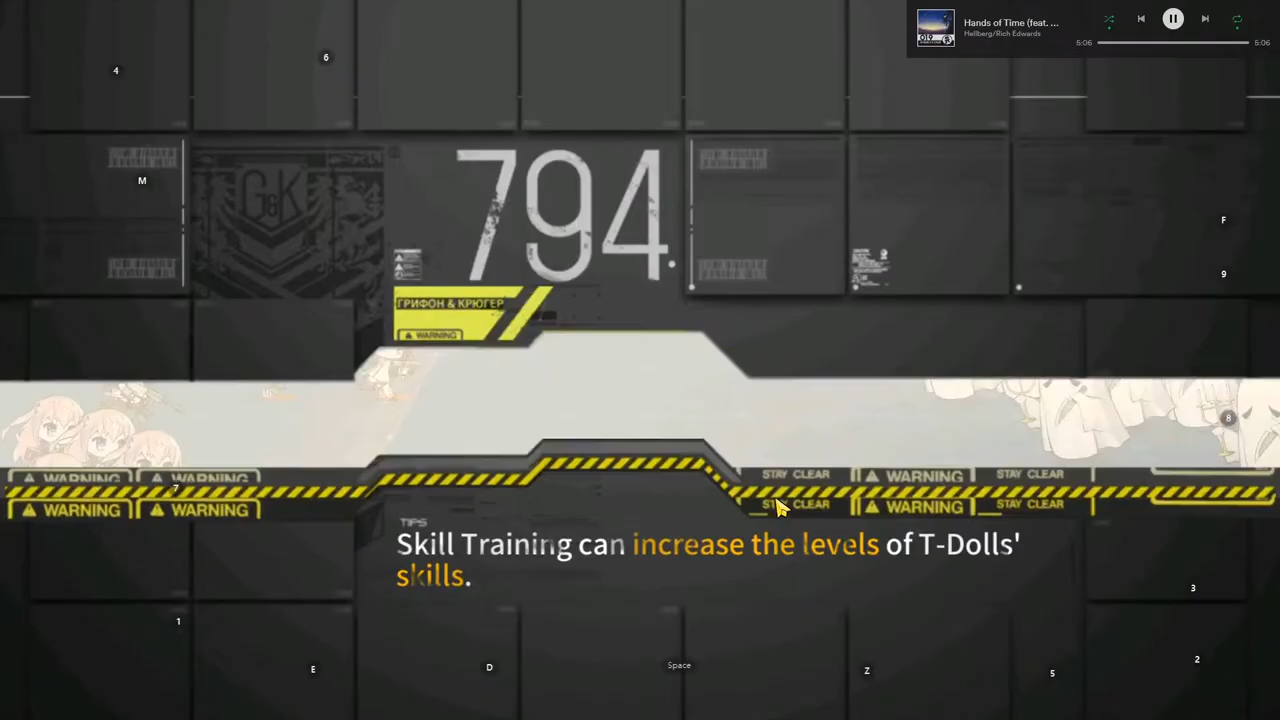 Hands of Time (feat. ...
Hellberg/Rich Edwards
5:06
5:06
4
6
M
G&K
794.
F
9
ГРИФОН & КРЮГЕР
WARNING
8
WARNING
WARNING
STAY CLEAR
WARNING
STAY CLEAR
7
WARNING
WARNING
STAY CLEAR
WARNING
STAY CLEAR
TIPS
Skill Training can increase the levels of T-Dolls'
skills.
3
1
E
D
Space
Z
5
2